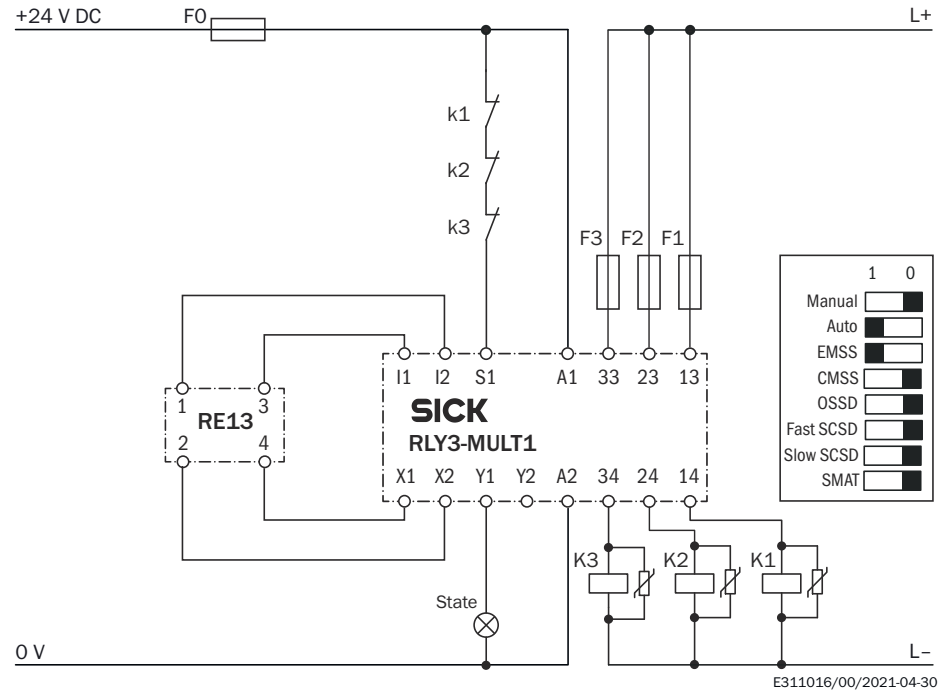 +24 V DC F0 L+
k1
k2
k3
F3 F2 F1
1 0
Manual
Auto
EMSS
CMSS
OSSD
Fast SCSD
Slow SCSD
SMAT
I1 I2 S1 A1 33 23 13
SICK
RLY3-MULT1
X1 X2 Y1 Y2 A2 34 24 14
1 3
RE13
2 4
K3 K2 K1
State
0 V L–
E311016/00/2021-04-30